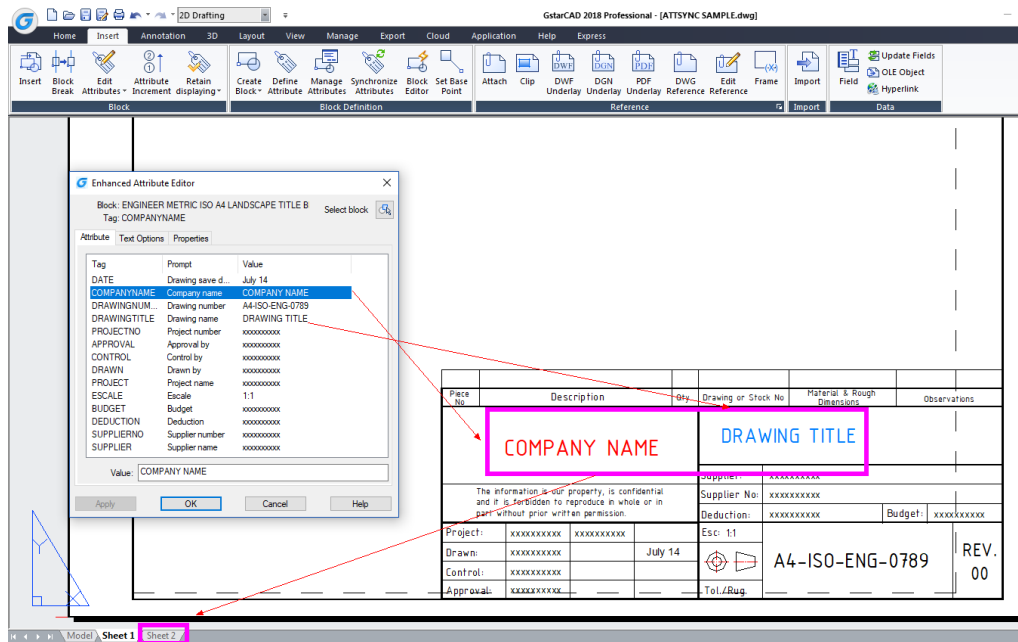 2D Drafting
GstarCAD 2018 Professional - [ATTSYNC SAMPLE.dwg]
Home Insert Annotation 3D Layout View Manage Export Cloud Application Help Express
Insert
Block Break
Edit Attributes
Attribute Increment
Retain displaying
Create Block
Define Attribute
Manage Attributes
Synchronize Attributes
Block Editor
Set Base Point
Attach
Clip
DWF
DWF Underlay
DGN
DGN Underlay
PDF
PDF Underlay
DWG Reference
Edit Reference
Frame
Import
Field
Update Fields
OLE Object
Hyperlink
Block Block Definition Reference Import Data
Enhanced Attribute Editor
Block: ENGINEER METRIC ISO A4 LANDSCAPE TITLE B
Tag: COMPANYNAME
Select block
Attribute Text Options Properties
Tag Prompt Value
DATE Drawing save d... July 14
COMPANYNAME Company name COMPANY NAME
DRAWINGNUM... Drawing number A4-ISO-ENG-0789
DRAWINGTITLE Drawing name DRAWING TITLE
PROJECTNO Project number xxxxxxxxxx
APPROVAL Approval by xxxxxxxxxx
CONTROL Control by xxxxxxxxxx
DRAWN Drawn by xxxxxxxxxx
PROJECT Project name xxxxxxxxxx
ESCALE Escale 1:1
BUDGET Budget xxxxxxxxxx
DEDUCTION Deduction xxxxxxxxxx
SUPPLIERNO Supplier number xxxxxxxxxx
SUPPLIER Supplier name xxxxxxxxxx
Value: COMPANY NAME
Apply OK Cancel Help
Piece No Description Qty Drawing or Stock No Material & Rough Dimensions Observations
COMPANY NAME
DRAWING TITLE
Supplier: xxxxxxxxxx
The information is our property, is confidential
and it is forbidden to reproduce in whole or in
part without prior written permission.
Supplier No: xxxxxxxxxx
Deduction: xxxxxxxxxx Budget: xxxxxxxxxx
Project: xxxxxxxxxx xxxxxxxxxx
Esc: 1:1
Drawn: xxxxxxxxxx July 14
Control: xxxxxxxxxx
Approval: xxxxxxxxxx
A4-ISO-ENG-0789
REV.
00
Tol./Rug.
Y
X
Model Sheet 1 Sheet 2